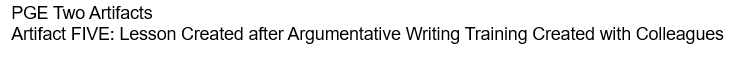 PGE Two Artifacts
Artifact FIVE: Lesson Created after Argumentative Writing Training Created with Colleagues